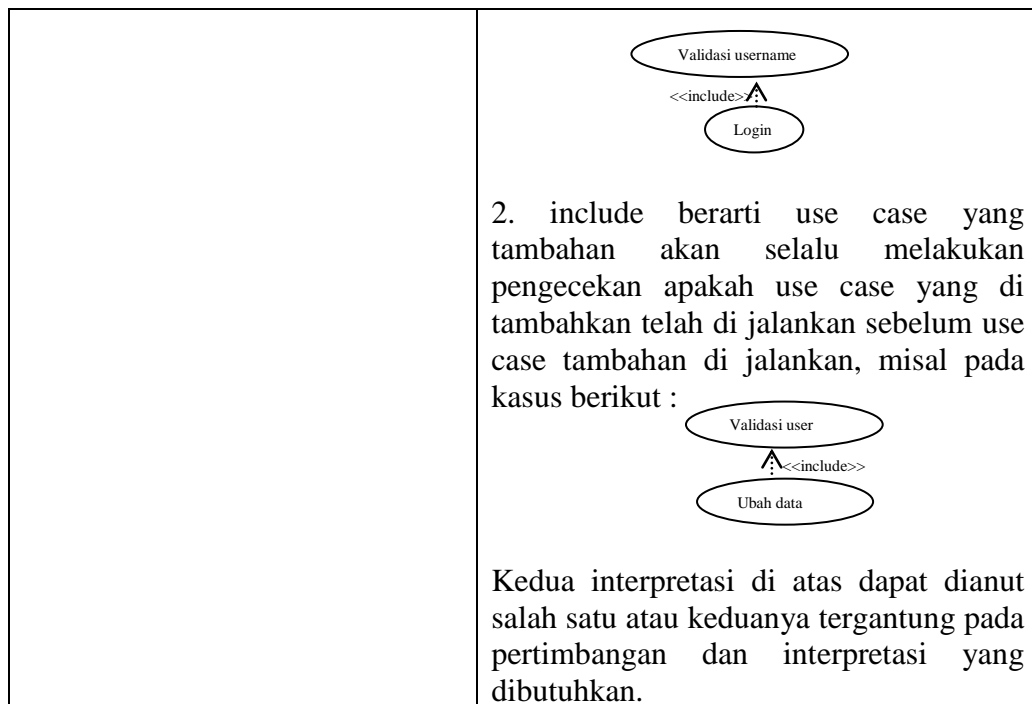 Validasi username
<<include>>
Login
2. include berarti use case yang
tambahan akan selalu melakukan
pengecekan apakah use case yang di
tambahkan telah di jalankan sebelum use
case tambahan di jalankan, misal pada
kasus berikut :
Validasi user
<<include>>
Ubah data
Kedua interpretasi di atas dapat dianut
salah satu atau keduanya tergantung pada
pertimbangan dan interpretasi yang
dibutuhkan.